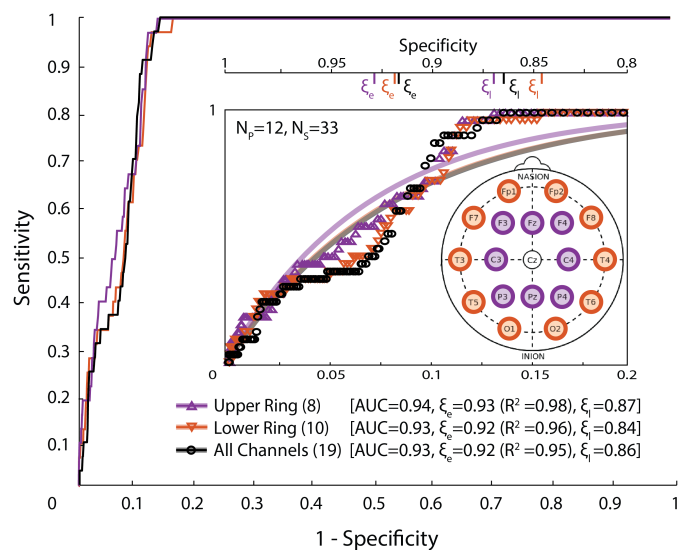 Specificity
1 0.95 0.9 0.85 0.8
ξe ξe ξe ξl ξl ξl
1
N_P=12, N_S=33
NASION
Fp1 Fp2
F7 F3 Fz F4 F8
T3 C3 Cz C4 T4
T5 P3 Pz P4 T6
O1 O2
INION
0 0.05 0.1 0.15 0.2
Upper Ring (8) [AUC=0.94, ξe=0.93 (R² =0.98), ξl=0.87]
Lower Ring (10) [AUC=0.93, ξe=0.92 (R² =0.96), ξl=0.84]
All Channels (19) [AUC=0.93, ξe=0.92 (R² =0.95), ξl=0.86]
Sensitivity
1
0.9
0.8
0.7
0.6
0.5
0.4
0.3
0.2
0.1
0 0.1 0.2 0.3 0.4 0.5 0.6 0.7 0.8 0.9 1
1 - Specificity